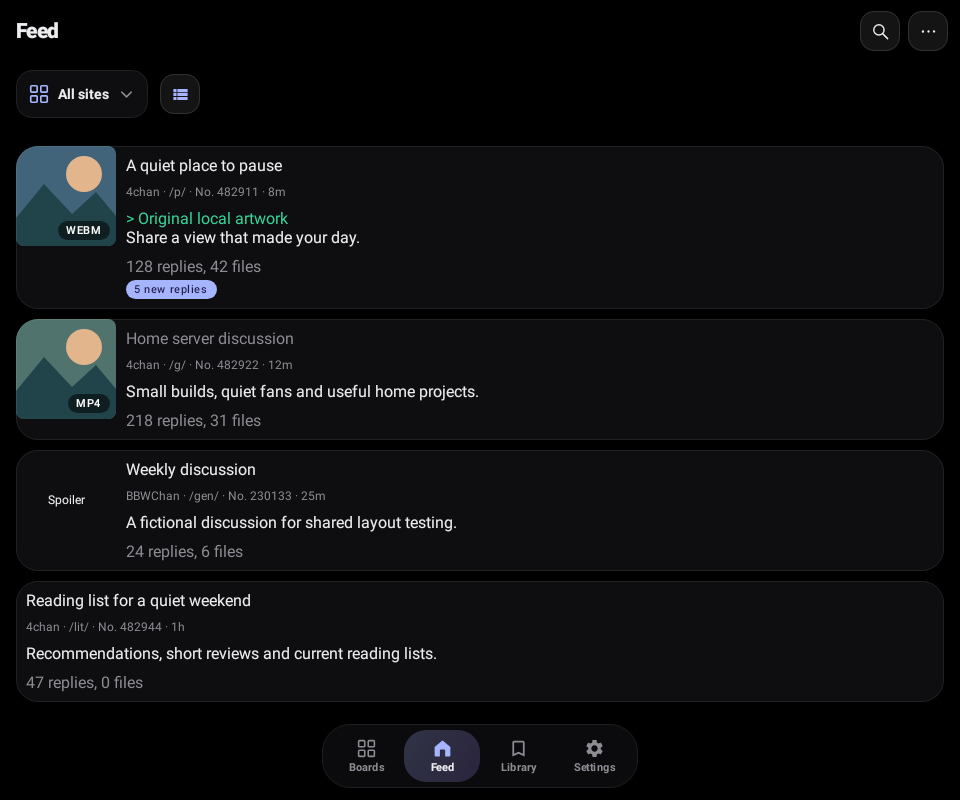 Feed
All sites
WEBM
A quiet place to pause
4chan · /p/ · No. 482911 · 8m
> Original local artwork
Share a view that made your day.
128 replies, 42 files
5 new replies
MP4
Home server discussion
4chan · /g/ · No. 482922 · 12m
Small builds, quiet fans and useful home projects.
218 replies, 31 files
Spoiler
Weekly discussion
BBWChan · /gen/ · No. 230133 · 25m
A fictional discussion for shared layout testing.
24 replies, 6 files
Reading list for a quiet weekend
4chan · /lit/ · No. 482944 · 1h
Recommendations, short reviews and current reading lists.
47 replies, 0 files
Boards
Feed
Library
Settings